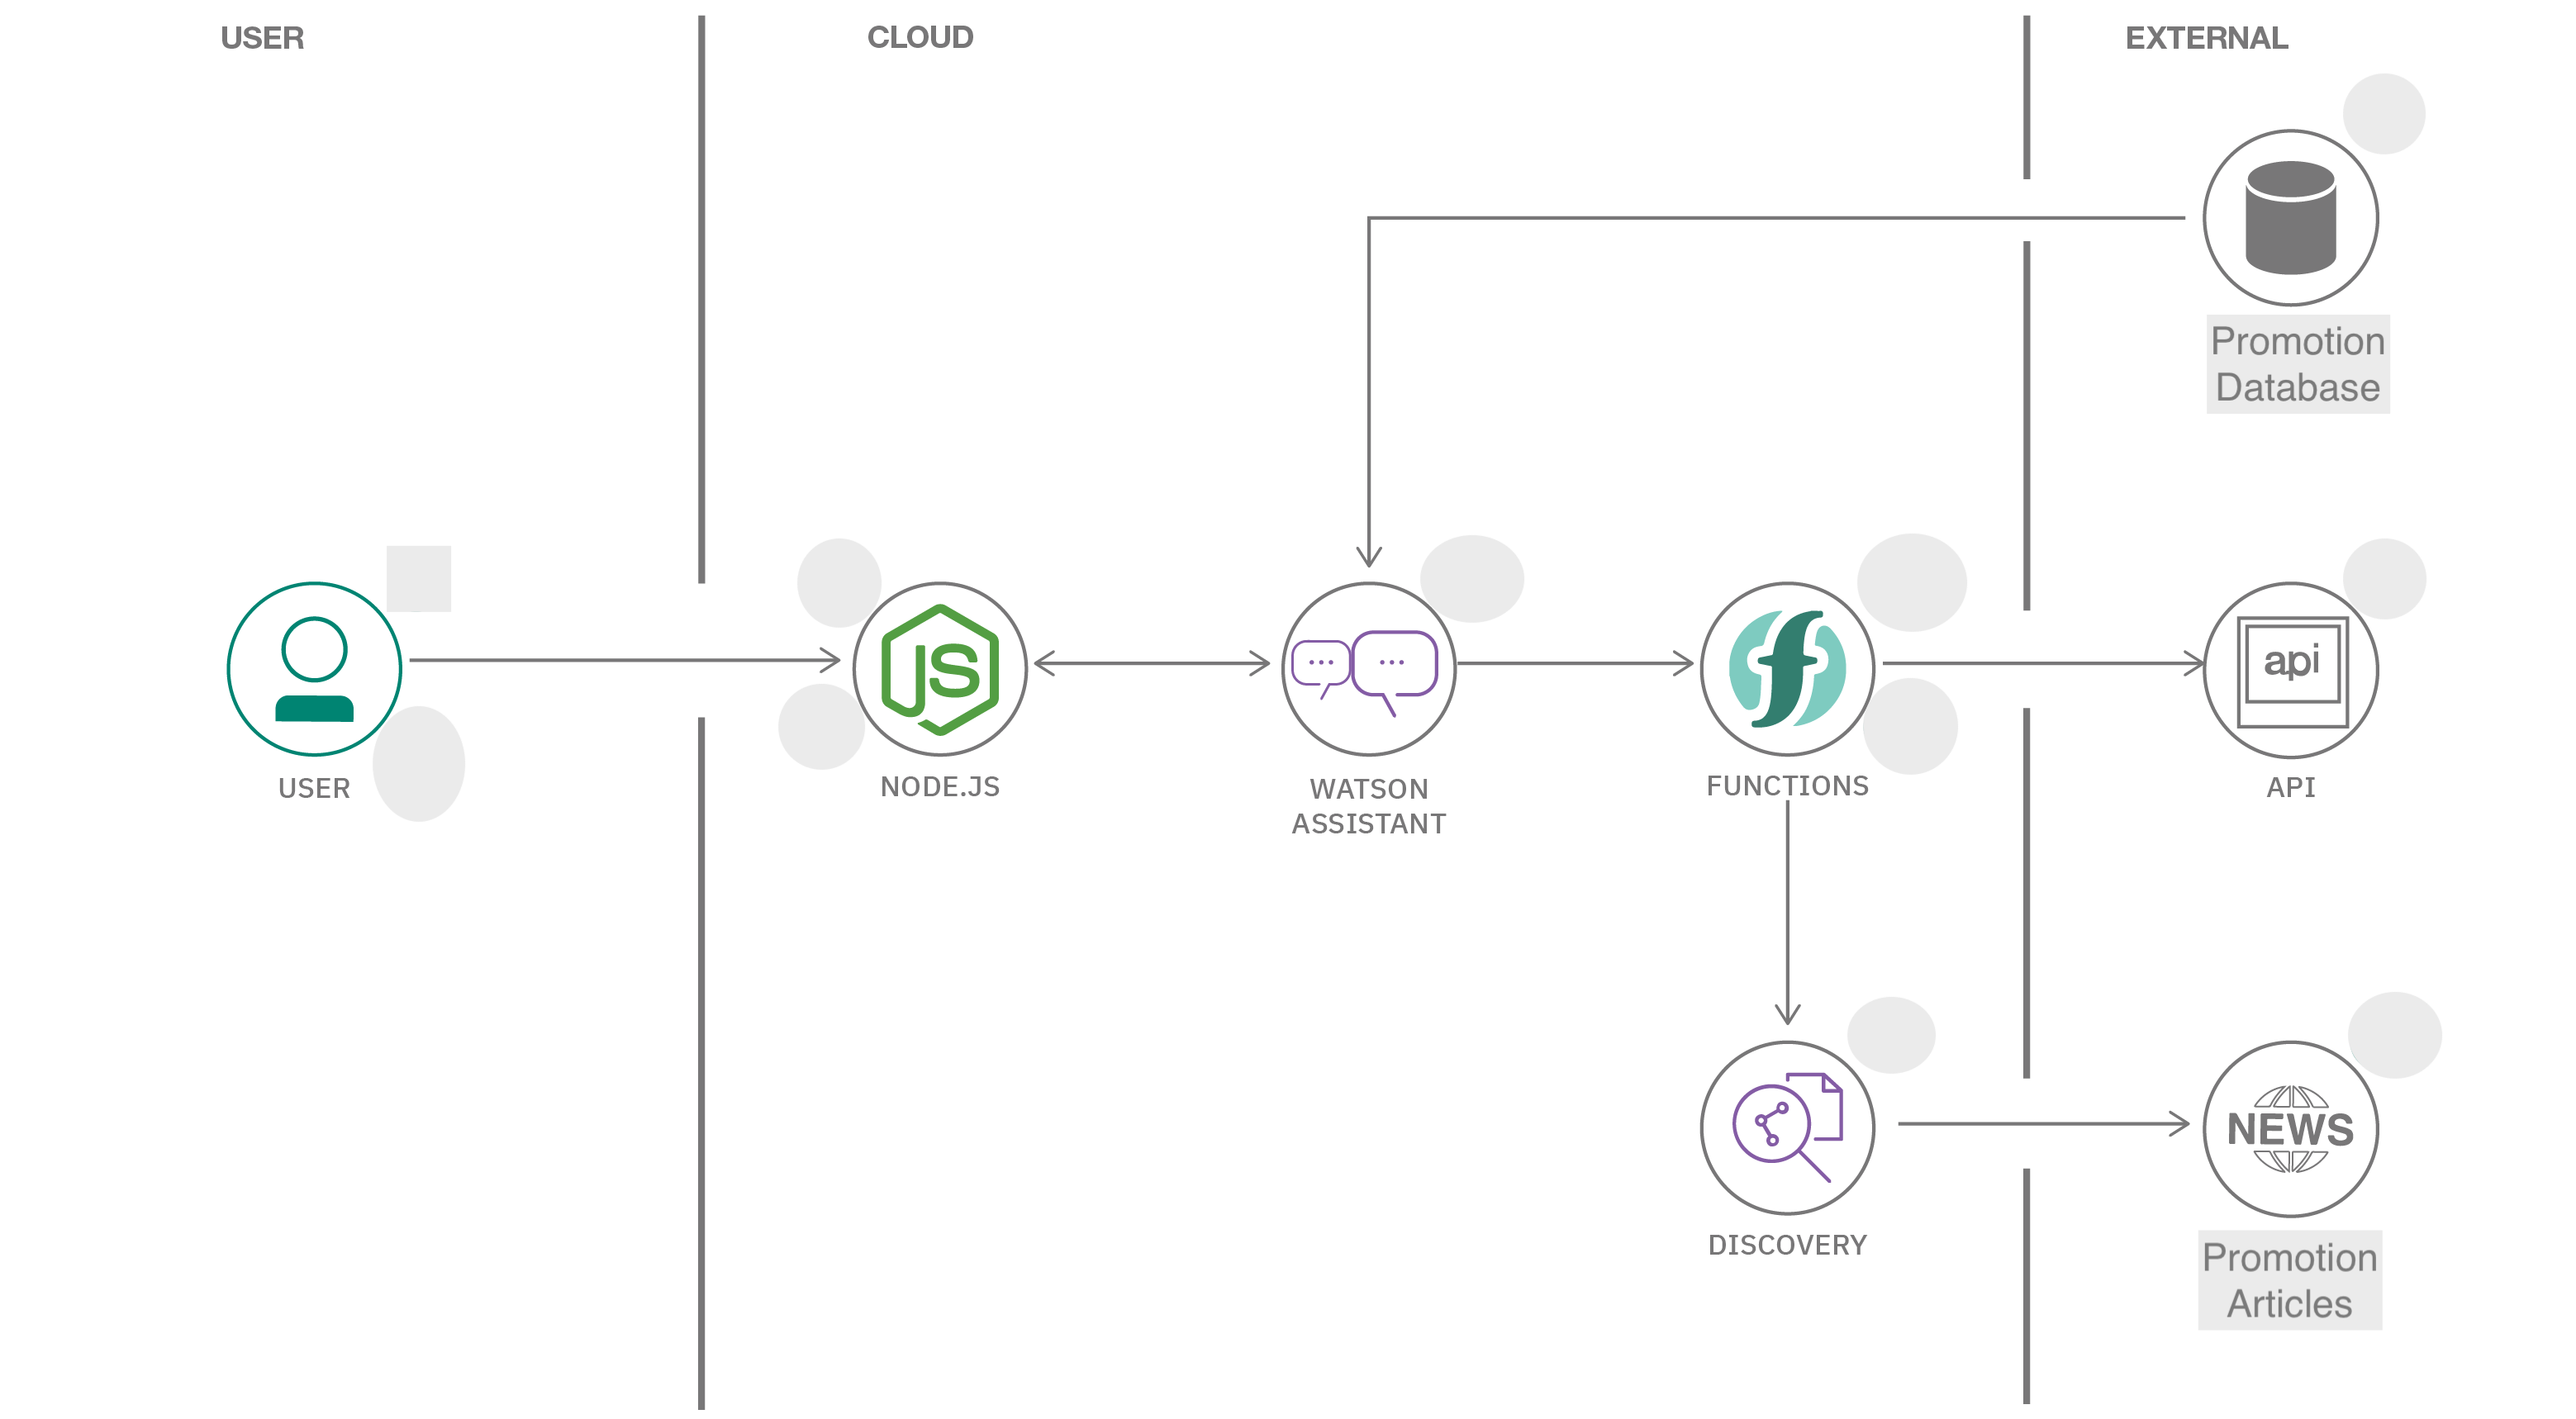 USER
CLOUD
EXTERNAL
Promotion
Database
JS
api
USER
NODE.JS
WATSON
ASSISTANT
FUNCTIONS
API
NEWS
DISCOVERY
Promotion
Articles